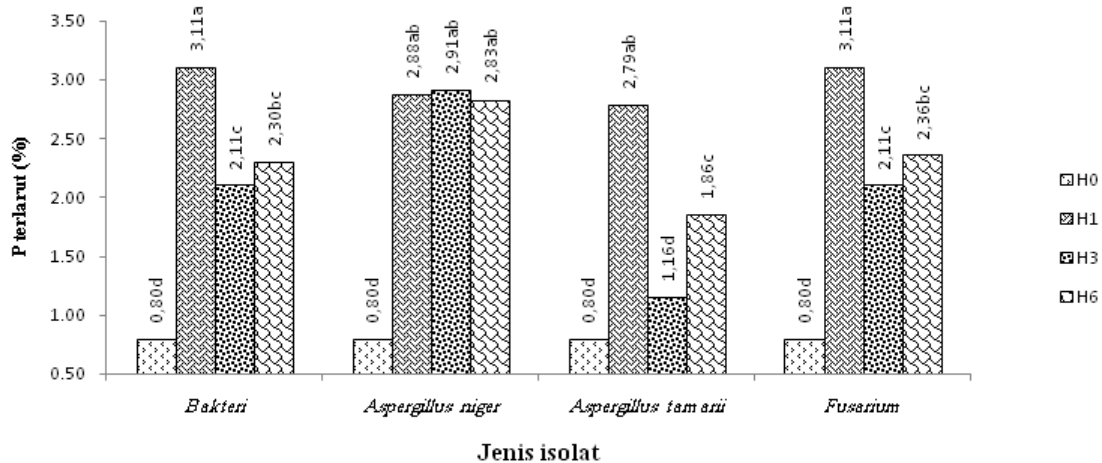 P terlarut (%)
3.50
3.00
2.50
2.00
1.50
1.00
0.50
0,80d
3,11a
2,11c
2,30bc
0,80d
2,88ab
2,91ab
2,83ab
0,80d
2,79ab
1,16d
1,86c
0,80d
3,11a
2,11c
2,36bc
Bakteri
Aspergillus niger
Aspergillus tamarii
Fusarium
Jenis isolat
H0
H1
H3
H6